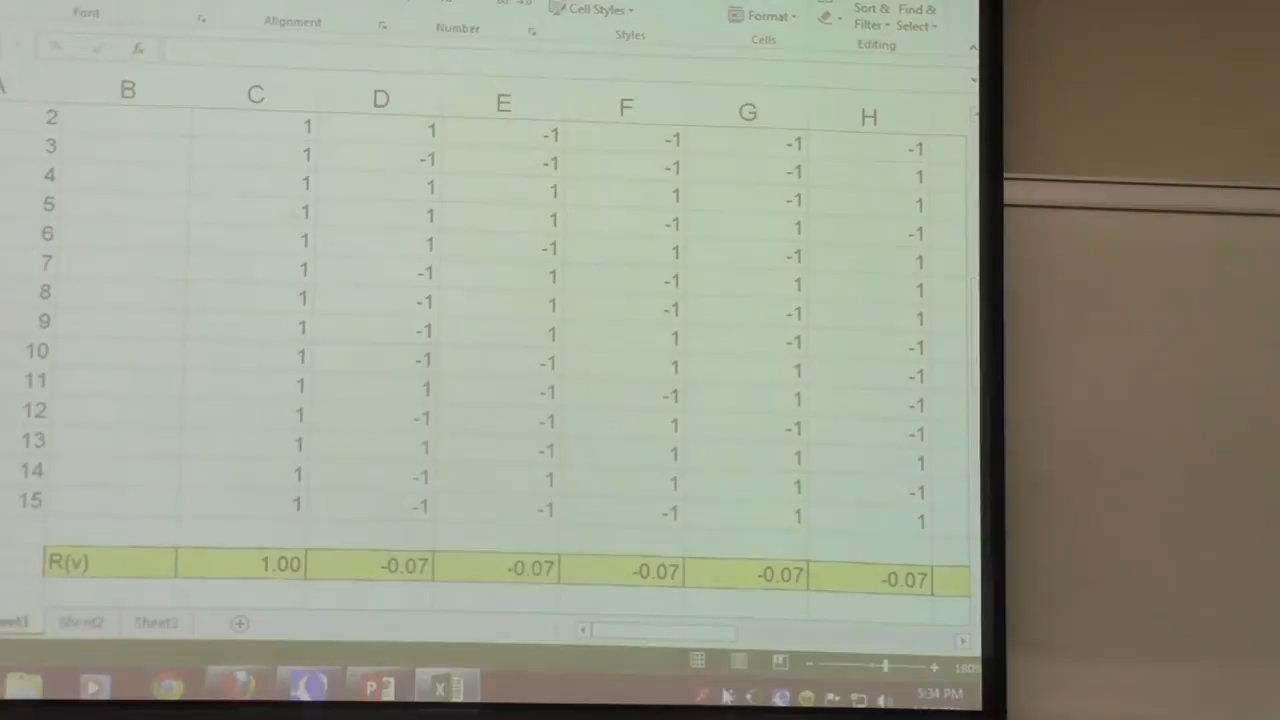 Font Alignment Number Cell Styles Styles Format Cells Sort & Find &
Filter Select
Editing
fx
B C D E F G H
2 1 1 -1 -1 -1 -1
3 1 -1 -1 -1 -1 1
4 1 1 1 1 -1 1
5 1 1 1 -1 1 -1
6 1 1 -1 1 -1 1
7 1 -1 1 -1 1 1
8 1 -1 1 -1 -1 1
9 1 -1 1 1 -1 -1
10 1 -1 -1 1 1 -1
11 1 1 -1 -1 1 -1
12 1 -1 -1 1 -1 -1
13 1 1 -1 1 1 1
14 1 -1 1 1 1 -1
15 1 -1 -1 -1 1 1
R(v) 1.00 -0.07 -0.07 -0.07 -0.07 -0.07
Sheet2 Sheet3
180%
5:34 PM